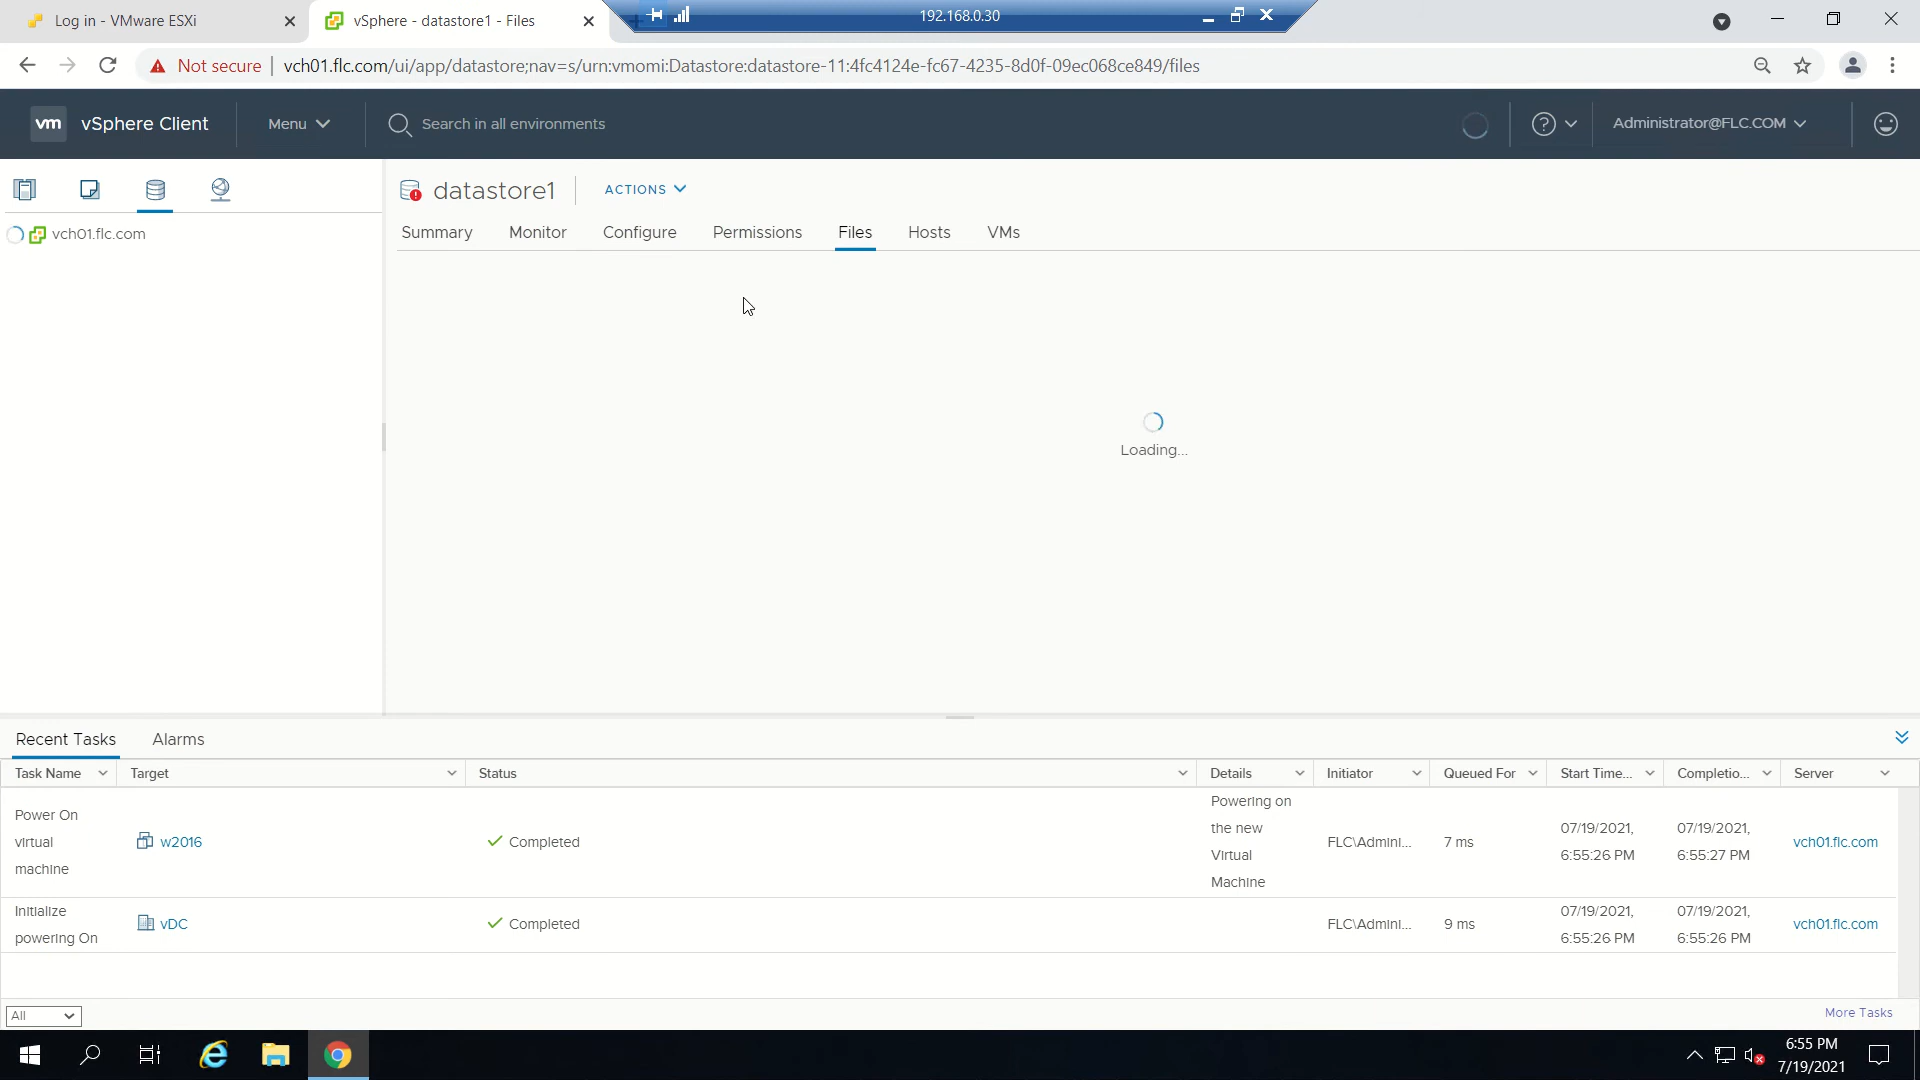 Log in - VMware ESXi
vSphere - datastore1 - Files
192.168.0.30
Not secure
vch01.flc.com/ui/app/datastore;nav=s/urn:vmomi:Datastore:datastore-11:4fc4124e-fc67-4235-8d0f-09ec068ce849/files
vm
vSphere Client
Menu
Search in all environments
Administrator@FLC.COM
datastore1
ACTIONS
Summary
Monitor
Configure
Permissions
Files
Hosts
VMs
vch01.flc.com
Loading...
Recent Tasks
Alarms
Task Name
Target
Status
Details
Initiator
Queued For
Start Time...
Completio...
Server
Power On
virtual
machine
w2016
Completed
Powering on
the new
Virtual
Machine
FLC\Admini...
7 ms
07/19/2021,
6:55:26 PM
07/19/2021,
6:55:27 PM
vch01.flc.com
Initialize
powering On
vDC
Completed
FLC\Admini...
9 ms
07/19/2021,
6:55:26 PM
07/19/2021,
6:55:26 PM
vch01.flc.com
All
More Tasks
6:55 PM
7/19/2021